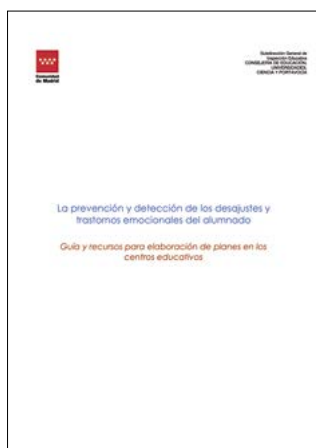 Comunidad
de Madrid
Subdirección General de
Inspección Educativa
CONSEJERÍA DE EDUCACIÓN,
UNIVERSIDADES,
CIENCIA Y PORTAVOCÍA
La prevención y detección de los desajustes y
trastornos emocionales del alumnado
Guía y recursos para elaboración de planes en los
centros educativos